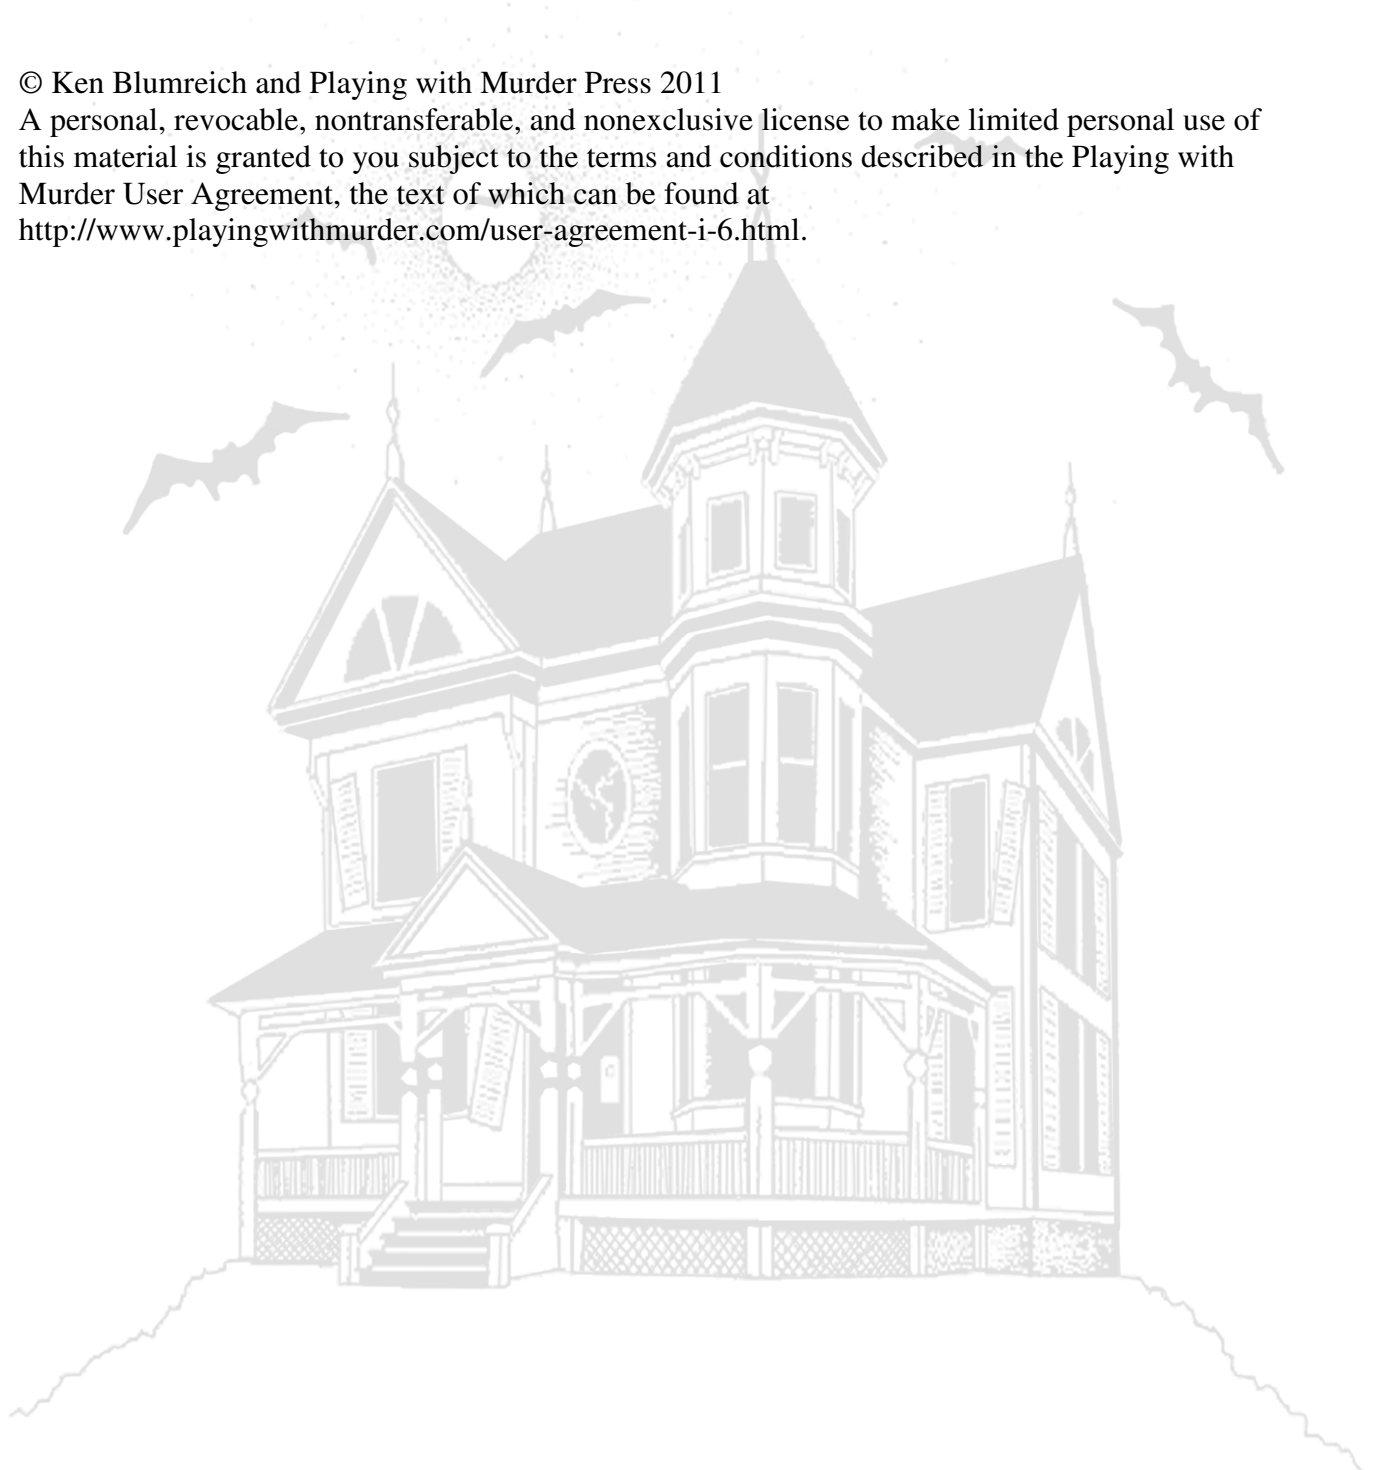 © Ken Blumreich and Playing with Murder Press 2011
A personal, revocable, nontransferable, and nonexclusive license to make limited personal use of
this material is granted to you subject to the terms and conditions described in the Playing with
Murder User Agreement, the text of which can be found at
http://www.playingwithmurder.com/user-agreement-i-6.html.